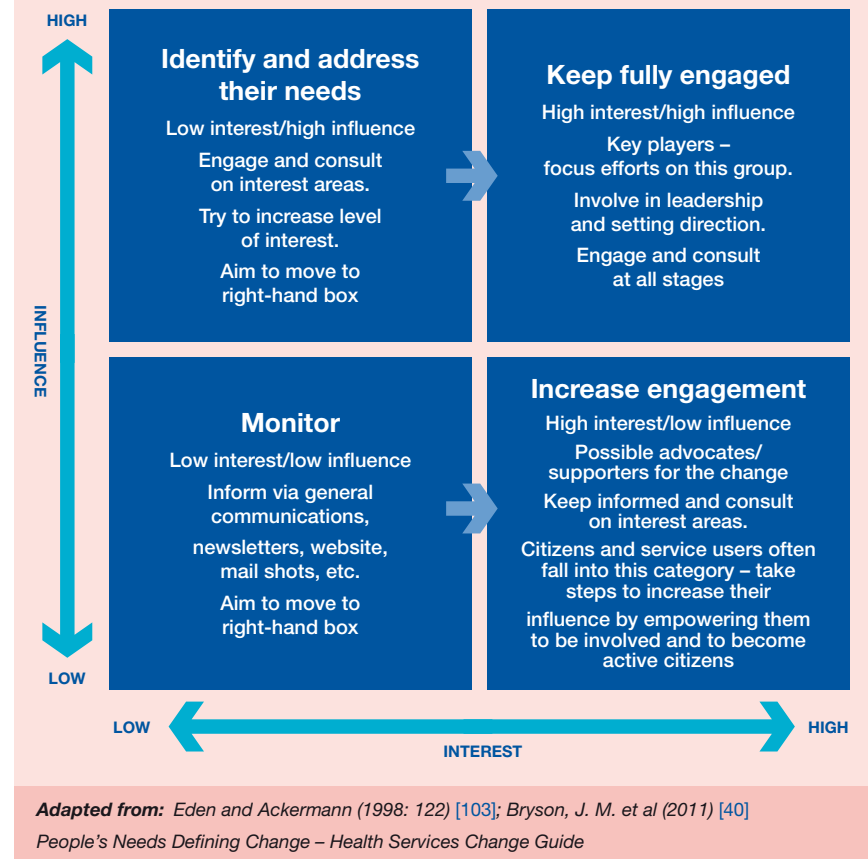 HIGH
INFLUENCE
LOW
Identify and address
their needs
Low interest/high influence
Engage and consult
on interest areas.
Try to increase level
of interest.
Aim to move to
right-hand box
Keep fully engaged
High interest/high influence
Key players –
focus efforts on this group.
Involve in leadership
and setting direction.
Engage and consult
at all stages
Monitor
Low interest/low influence
Inform via general
communications,
newsletters, website,
mail shots, etc.
Aim to move to
right-hand box
Increase engagement
High interest/low influence
Possible advocates/
supporters for the change
Keep informed and consult
on interest areas.
Citizens and service users often
fall into this category – take
steps to increase their
influence by empowering them
to be involved and to become
active citizens
LOW
INTEREST
HIGH
Adapted from: Eden and Ackermann (1998: 122) [103]; Bryson, J. M. et al (2011) [40]
People’s Needs Defining Change – Health Services Change Guide